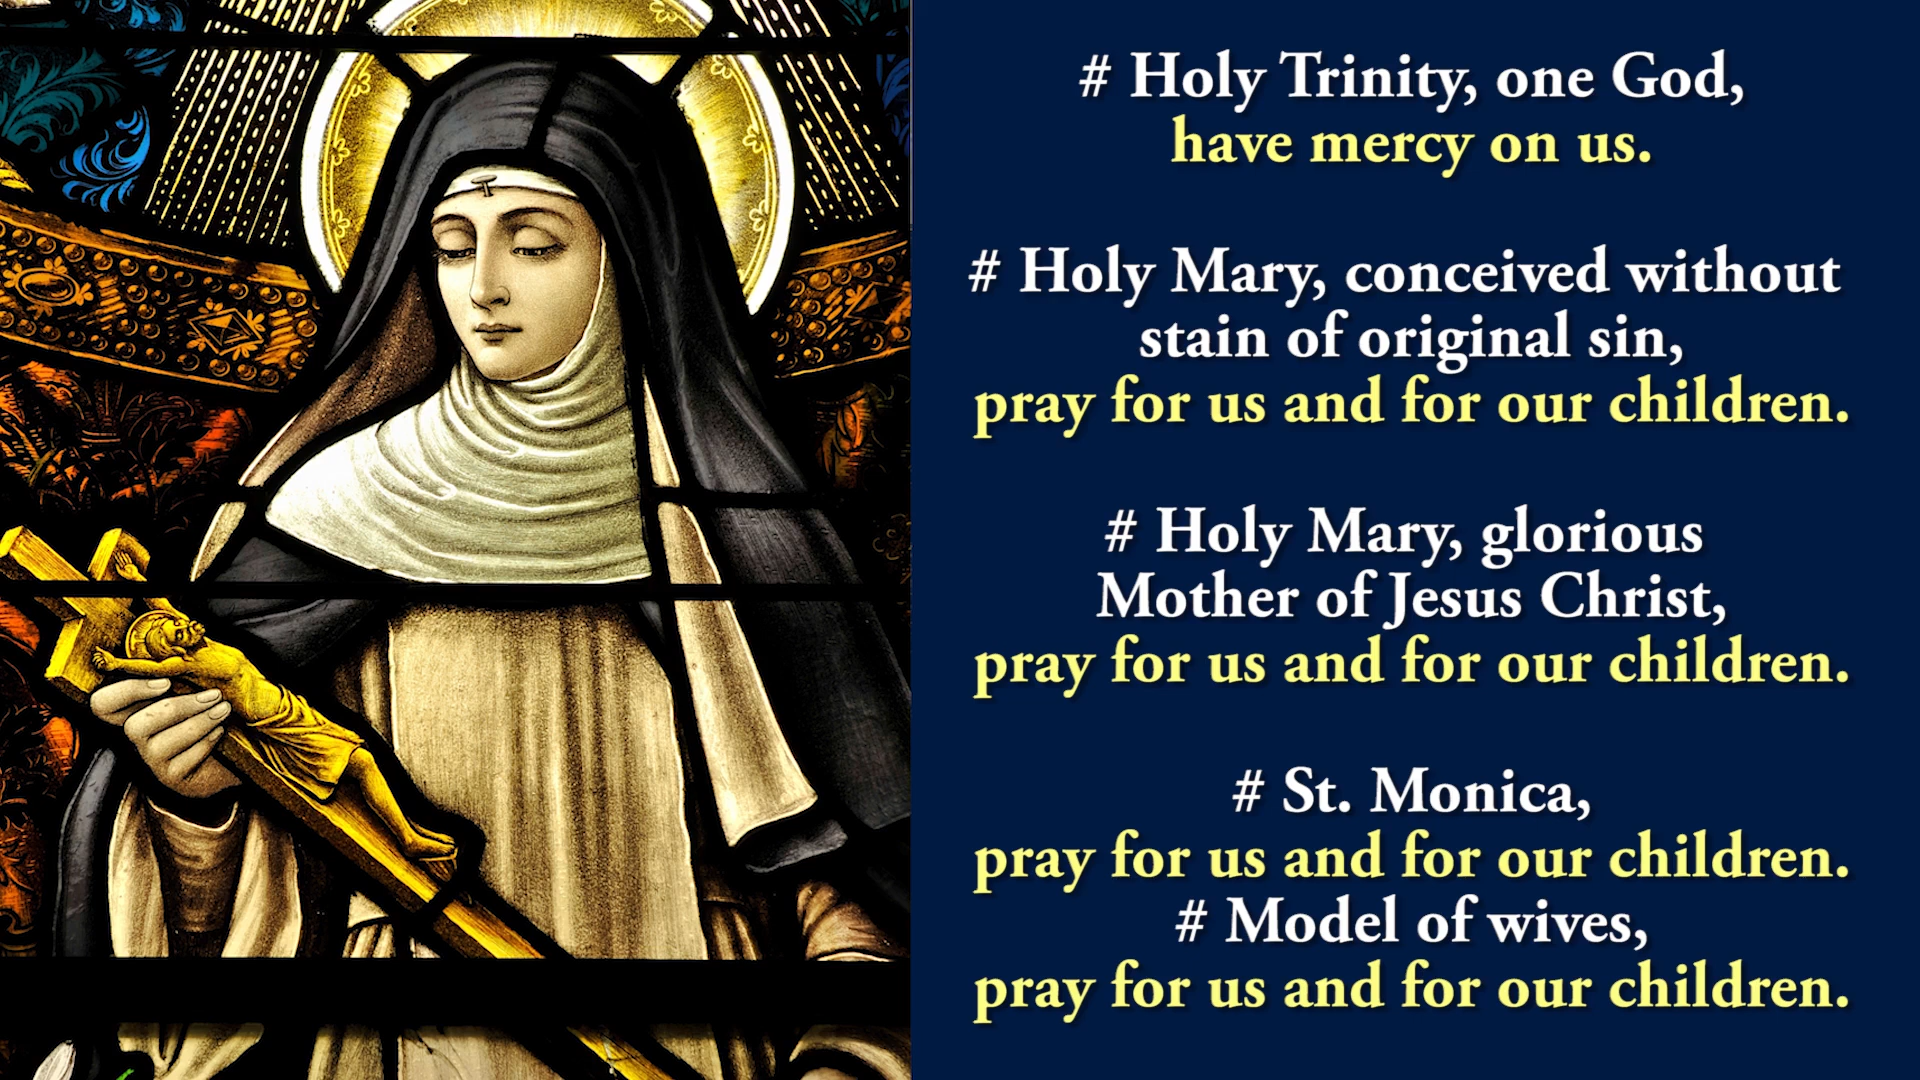 # Holy Trinity, one God,
have mercy on us.
# Holy Mary, conceived without
stain of original sin,
pray for us and for our children.
# Holy Mary, glorious
Mother of Jesus Christ,
pray for us and for our children.
# St. Monica,
pray for us and for our children.
# Model of wives,
pray for us and for our children.